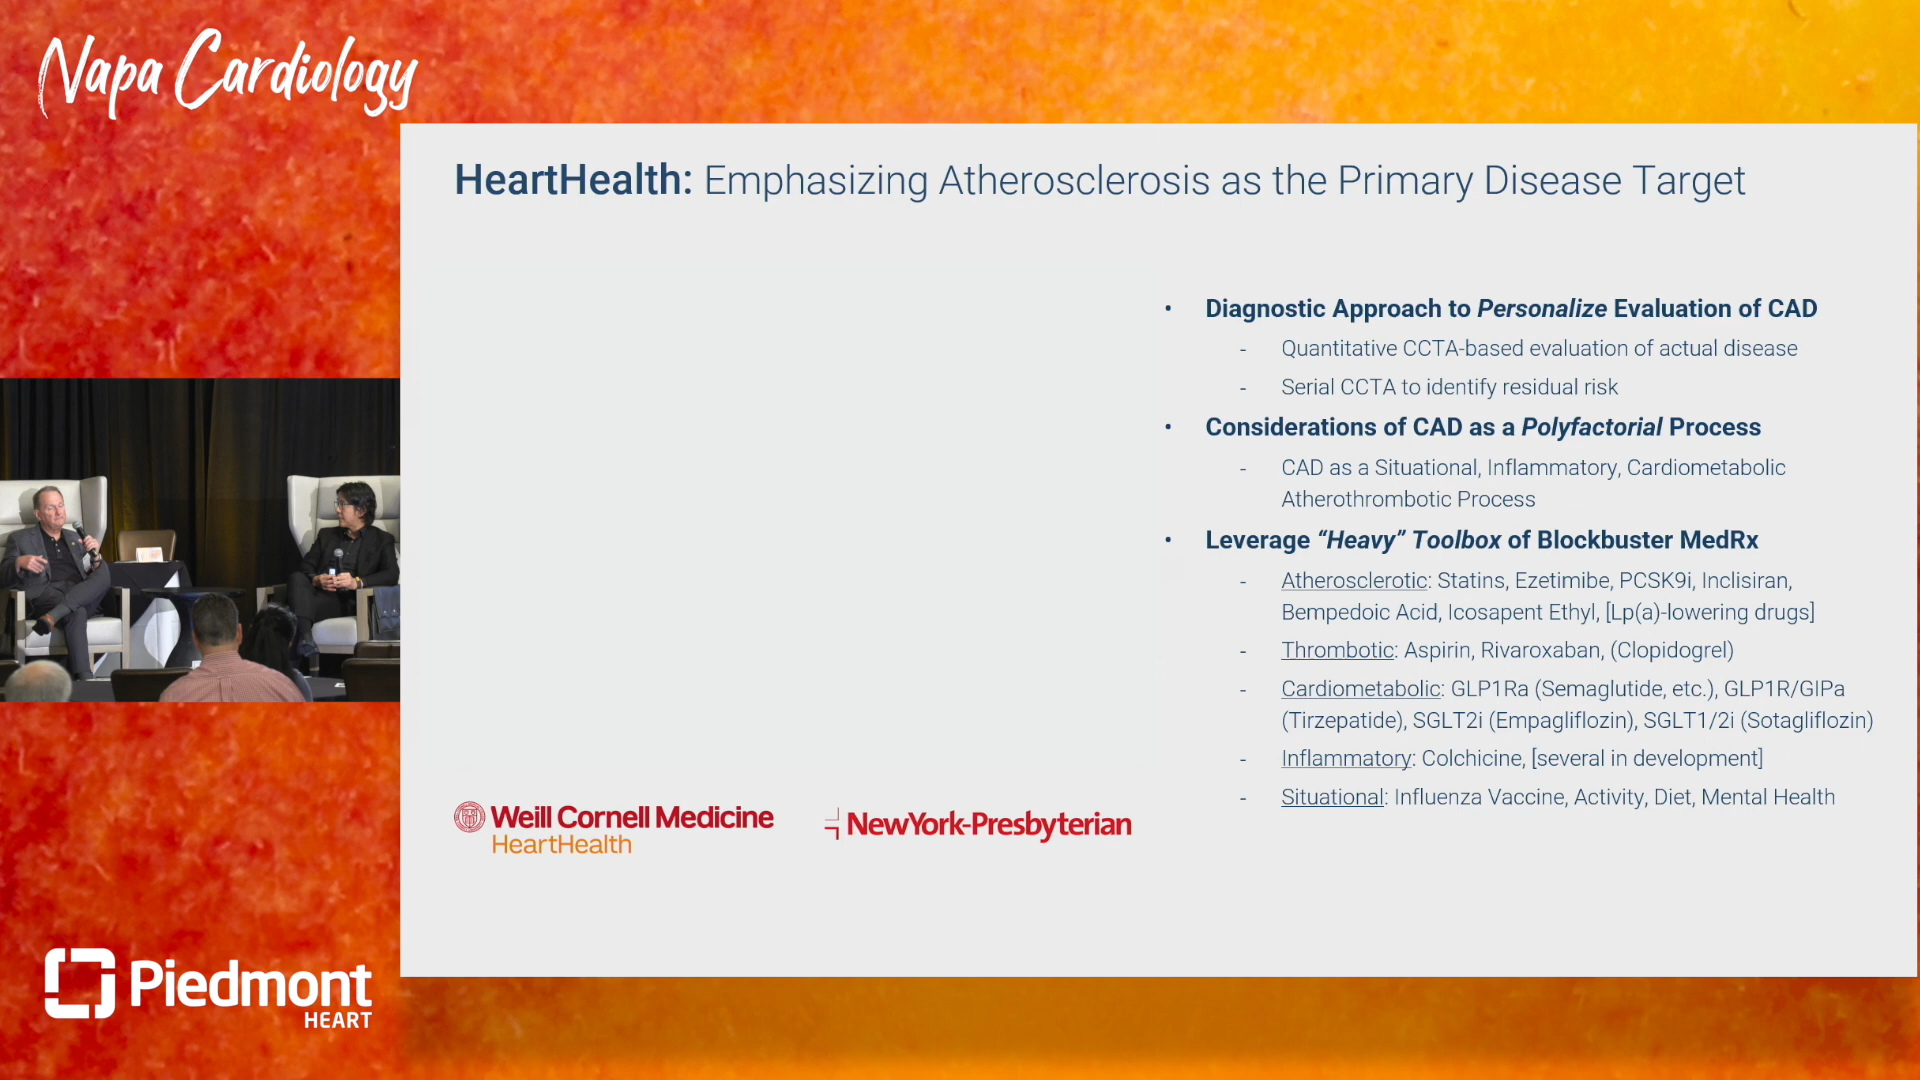 Napa Cardiology
HeartHealth: Emphasizing Atherosclerosis as the Primary Disease Target
• Diagnostic Approach to Personalize Evaluation of CAD
- Quantitative CCTA-based evaluation of actual disease
- Serial CCTA to identify residual risk
• Considerations of CAD as a Polyfactorial Process
- CAD as a Situational, Inflammatory, Cardiometabolic
Atherothrombotic Process
• Leverage “Heavy” Toolbox of Blockbuster MedRx
- Atherosclerotic: Statins, Ezetimibe, PCSK9i, Inclisiran,
Bempedoic Acid, Icosapent Ethyl, [Lp(a)-lowering drugs]
- Thrombotic: Aspirin, Rivaroxaban, (Clopidogrel)
- Cardiometabolic: GLP1Ra (Semaglutide, etc.), GLP1R/GIPa
(Tirzepatide), SGLT2i (Empagliflozin), SGLT1/2i (Sotagliflozin)
- Inflammatory: Colchicine, [several in development]
- Situational: Influenza Vaccine, Activity, Diet, Mental Health
Weill Cornell Medicine
HeartHealth
NewYork-Presbyterian
Piedmont
HEART